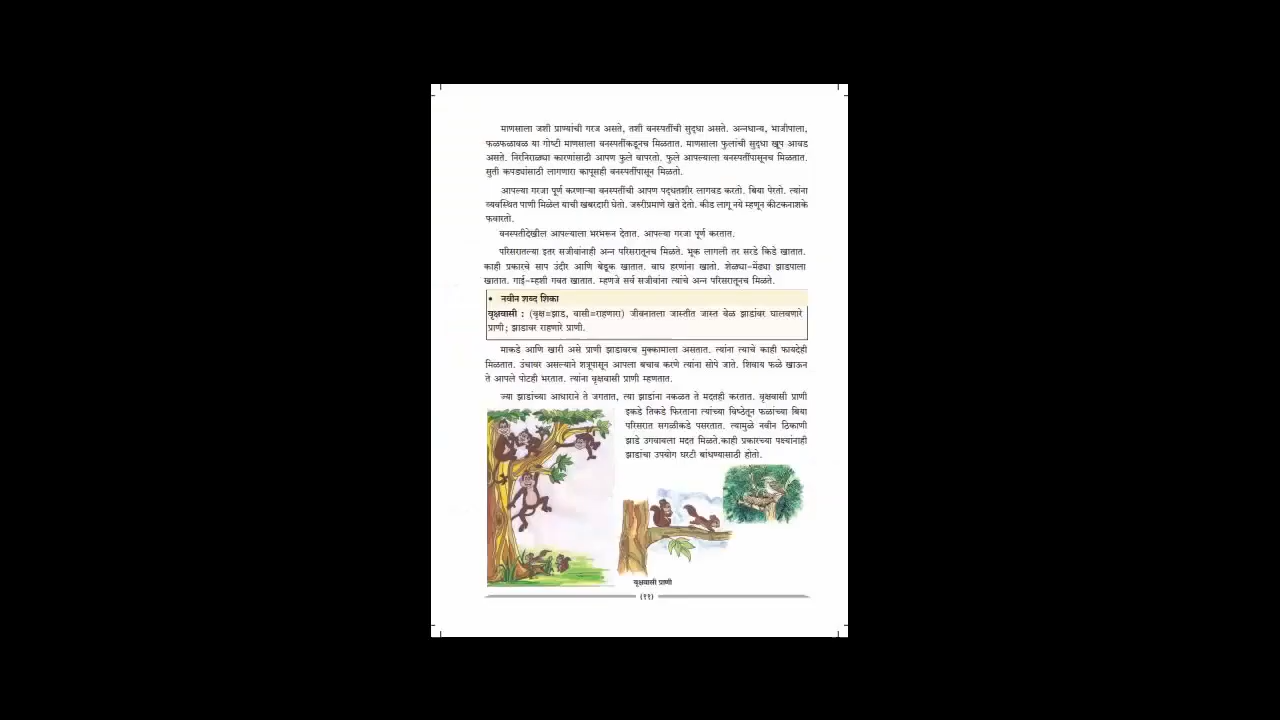 माणसाला जशी प्राण्यांची गरज असते, तशी वनस्पतींची सुद्धा असते. अन्नधान्य, भाजीपाला,
फळफळावळ या गोष्टी माणसाला वनस्पतींकडूनच मिळतात. माणसाला फुलांची सुद्धा खूप आवड
असते. निरनिराळ्या कारणांसाठी आपण फुले वापरतो. फुले आपल्याला वनस्पतींपासूनच मिळतात.
सुती कपड्यांसाठी लागणारा कापूसही वनस्पतींपासून मिळतो.
आपल्या गरजा पूर्ण करणाऱ्या वनस्पतींची आपण पद्धतशीर लागवड करतो. बिया पेरतो. त्यांना
व्यवस्थित पाणी मिळेल याची खबरदारी घेतो. जरुरीप्रमाणे खते देतो. कीड लागू नये म्हणून कीटकनाशके
फवारतो.
वनस्पतीदेखील आपल्याला भरभरून देतात. आपल्या गरजा पूर्ण करतात.
परिसरातल्या इतर सजीवांनाही अन्न परिसरातूनच मिळते. भूक लागली तर सरडे किडे खातात.
काही प्रकारचे साप उंदीर आणि बेडूक खातात. वाघ हरणांना खातो. शेळ्या-मेंढ्या झाडपाला
खातात. गाई-म्हशी गवत खातात. म्हणजे सर्व सजीवांना त्यांचे अन्न परिसरातूनच मिळते.
• नवीन शब्द शिका
वृक्षवासी : (वृक्ष=झाड, वासी=राहणारा) जीवनातला जास्तीत जास्त वेळ झाडांवर घालवणारे
प्राणी; झाडावर राहणारे प्राणी.
माकडे आणि खारी असे प्राणी झाडावरच मुक्कामाला असतात. त्यांना त्याचे काही फायदेही
मिळतात. उंचावर असल्याने शत्रूपासून आपला बचाव करणे त्यांना सोपे जाते. शिवाय फळे खाऊन
ते आपले पोटही भरतात. त्यांना वृक्षवासी प्राणी म्हणतात.
ज्या झाडांच्या आधाराने ते जगतात, त्या झाडांना नकळत ते मदतही करतात. वृक्षवासी प्राणी
इकडे तिकडे फिरताना त्यांच्या विष्ठेतून फळांच्या बिया
परिसरात सगळीकडे पसरतात. त्यामुळे नवीन ठिकाणी
झाडे उगवायला मदत मिळते.काही प्रकारच्या पक्ष्यांनाही
झाडांचा उपयोग घरटी बांधण्यासाठी होतो.
वृक्षवासी प्राणी
(११)